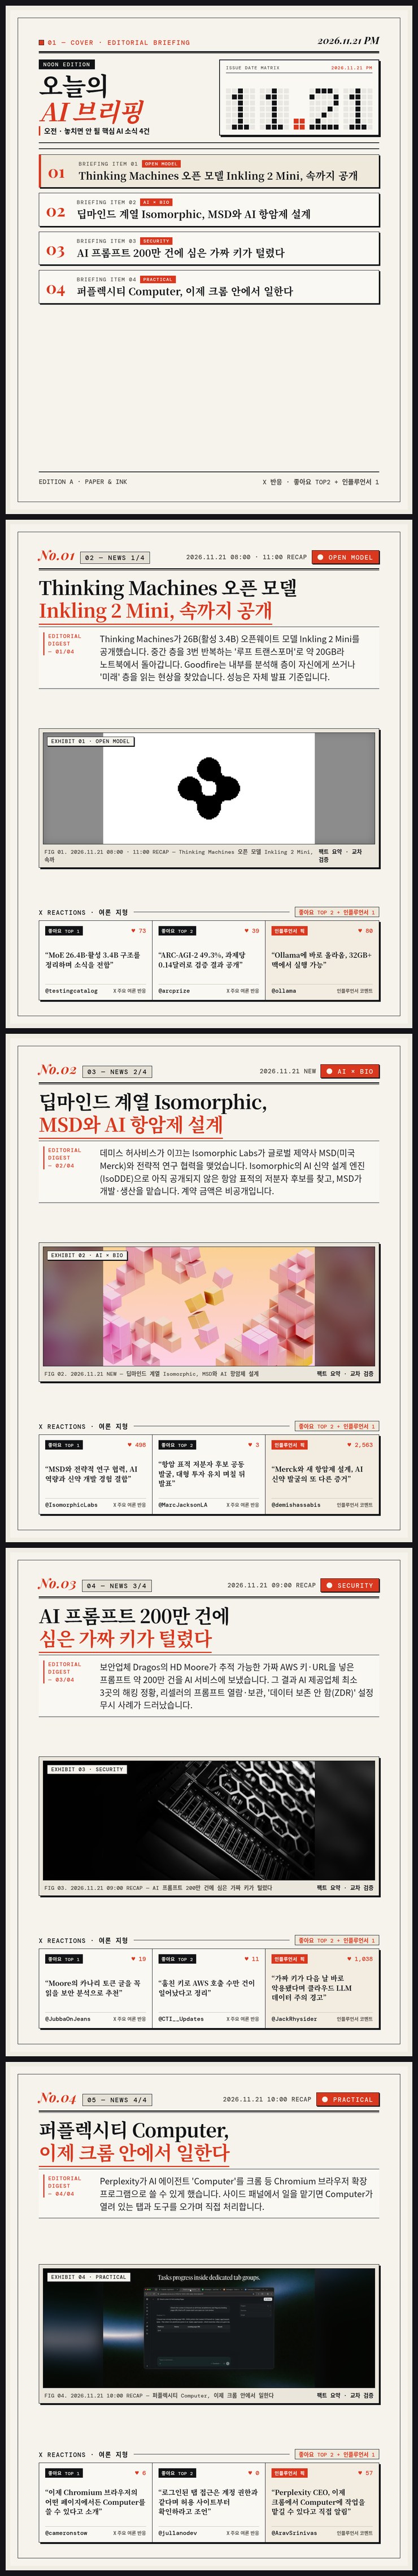 01 — COVER · EDITORIAL BRIEFING
2026.11.21 PM
NOON EDITION
오늘의
AI 브리핑
오전 · 놓치면 안 될 핵심 AI 소식 4건
ISSUE DATE MATRIX
2026.11.21 PM
11.21
01
BRIEFING ITEM 01 OPEN MODEL
Thinking Machines 오픈 모델 Inkling 2 Mini, 속까지 공개
02
BRIEFING ITEM 02 AI × BIO
딥마인드 계열 Isomorphic, MSD와 AI 항암제 설계
03
BRIEFING ITEM 03 SECURITY
AI 프롬프트 200만 건에 심은 가짜 키가 털렸다
04
BRIEFING ITEM 04 PRACTICAL
퍼플렉시티 Computer, 이제 크롬 안에서 일한다
EDITION A · PAPER & INK
X 반응 · 좋아요 TOP2 + 인플루언서 1
No.01 02 — NEWS 1/4
2026.11.21 08:00 · 11:00 RECAP
OPEN MODEL
Thinking Machines 오픈 모델
Inkling 2 Mini, 속까지 공개
EDITORIAL
DIGEST
— 01/04
Thinking Machines가 26B(활성 3.4B) 오픈웨이트 모델 Inkling 2 Mini를
공개했습니다. 중간 층을 3번 반복하는 '루프 트랜스포머'로 약 20GB라
노트북에서 돌아갑니다. Goodfire는 내부를 분석해 층이 자신에게 쓰거나
'미래' 층을 읽는 현상을 찾았습니다. 성능은 자체 발표 기준입니다.
EXHIBIT 01 · OPEN MODEL
FIG 01. 2026.11.21 08:00 · 11:00 RECAP — Thinking Machines 오픈 모델 Inkling 2 Mini,
속까
팩트 요약 · 교차
검증
X REACTIONS · 여론 지형
좋아요 TOP 2 + 인플루언서 1
좋아요 TOP 1
♥ 73
“MoE 26.4B·활성 3.4B 구조를
정리하며 소식을 전함”
@testingcatalog
X 주요 여론 반응
좋아요 TOP 2
♥ 39
“ARC-AGI-2 49.3%, 과제당
0.14달러로 검증 결과 공개”
@arcprize
X 주요 여론 반응
인플루언서 픽
♥ 80
“Ollama에 바로 올라옴, 32GB+
맥에서 실행 가능”
@ollama
인플루언서 코멘트
No.02 03 — NEWS 2/4
2026.11.21 NEW
AI × BIO
딥마인드 계열 Isomorphic,
MSD와 AI 항암제 설계
EDITORIAL
DIGEST
— 02/04
데미스 허사비스가 이끄는 Isomorphic Labs가 글로벌 제약사 MSD(미국
Merck)와 전략적 연구 협력을 맺었습니다. Isomorphic의 AI 신약 설계 엔진
(IsoDDE)으로 아직 공개되지 않은 항암 표적의 저분자 후보를 찾고, MSD가
개발·생산을 맡습니다. 계약 금액은 비공개입니다.
EXHIBIT 02 · AI × BIO
FIG 02. 2026.11.21 NEW — 딥마인드 계열 Isomorphic, MSD와 AI 항암제 설계
팩트 요약 · 교차 검증
X REACTIONS · 여론 지형
좋아요 TOP 2 + 인플루언서 1
좋아요 TOP 1
♥ 498
“MSD와 전략적 연구 협력, AI
역량과 신약 개발 경험 결합”
@IsomorphicLabs
X 주요 여론 반응
좋아요 TOP 2
♥ 3
“항암 표적 저분자 후보 공동
발굴, 대형 투자 유치 며칠 뒤
발표”
@MarcJacksonLA
X 주요 여론 반응
인플루언서 픽
♥ 2,563
“Merck와 새 항암제 설계, AI
신약 발굴의 또 다른 증거”
@demishassabis
인플루언서 코멘트
No.03 04 — NEWS 3/4
2026.11.21 09:00 RECAP
SECURITY
AI 프롬프트 200만 건에
심은 가짜 키가 털렸다
EDITORIAL
DIGEST
— 03/04
보안업체 Dragos의 HD Moore가 추적 가능한 가짜 AWS 키·URL을 넣은
프롬프트 약 200만 건을 AI 서비스에 보냈습니다. 그 결과 AI 제공업체 최소
3곳의 해킹 정황, 리셀러의 프롬프트 열람·보관, '데이터 보존 안 함(ZDR)' 설정
무시 사례가 드러났습니다.
EXHIBIT 03 · SECURITY
FIG 03. 2026.11.21 09:00 RECAP — AI 프롬프트 200만 건에 심은 가짜 키가 털렸다
팩트 요약 · 교차 검증
X REACTIONS · 여론 지형
좋아요 TOP 2 + 인플루언서 1
좋아요 TOP 1
♥ 19
“Moore의 카나리 토큰 글을 꼭
읽을 보안 분석으로 추천”
@JubbaOnJeans
X 주요 여론 반응
좋아요 TOP 2
♥ 11
“훔친 키로 AWS 호출 수만 건이
일어났다고 정리”
@CTI__Updates
X 주요 여론 반응
인플루언서 픽
♥ 1,038
“가짜 키가 다음 날 바로
악용됐다며 클라우드 LLM
데이터 주의 경고”
@JackRhysider
인플루언서 코멘트
No.04 05 — NEWS 4/4
2026.11.21 10:00 RECAP
PRACTICAL
퍼플렉시티 Computer,
이제 크롬 안에서 일한다
EDITORIAL
DIGEST
— 04/04
Perplexity가 AI 에이전트 'Computer'를 크롬 등 Chromium 브라우저 확장
프로그램으로 쓸 수 있게 했습니다. 사이드 패널에서 일을 맡기면 Computer가
열려 있는 탭과 도구를 오가며 직접 처리합니다.
EXHIBIT 04 · PRACTICAL
Tasks progress inside dedicated tab groups.
FIG 04. 2026.11.21 10:00 RECAP — 퍼플렉시티 Computer, 이제 크롬 안에서 일한다
팩트 요약 · 교차 검증
X REACTIONS · 여론 지형
좋아요 TOP 2 + 인플루언서 1
좋아요 TOP 1
♥ 6
“이제 Chromium 브라우저의
어떤 페이지에서든 Computer를
쓸 수 있다고 소개”
@cameronstow
X 주요 여론 반응
좋아요 TOP 2
♥ 0
“로그인된 탭 접근은 계정 권한과
같다며 허용 사이트부터
확인하라고 조언”
@jullanodev
X 주요 여론 반응
인플루언서 픽
♥ 57
“Perplexity CEO, 이제
크롬에서 Computer에 작업을
맡길 수 있다고 직접 알림”
@AravSrinivas
인플루언서 코멘트